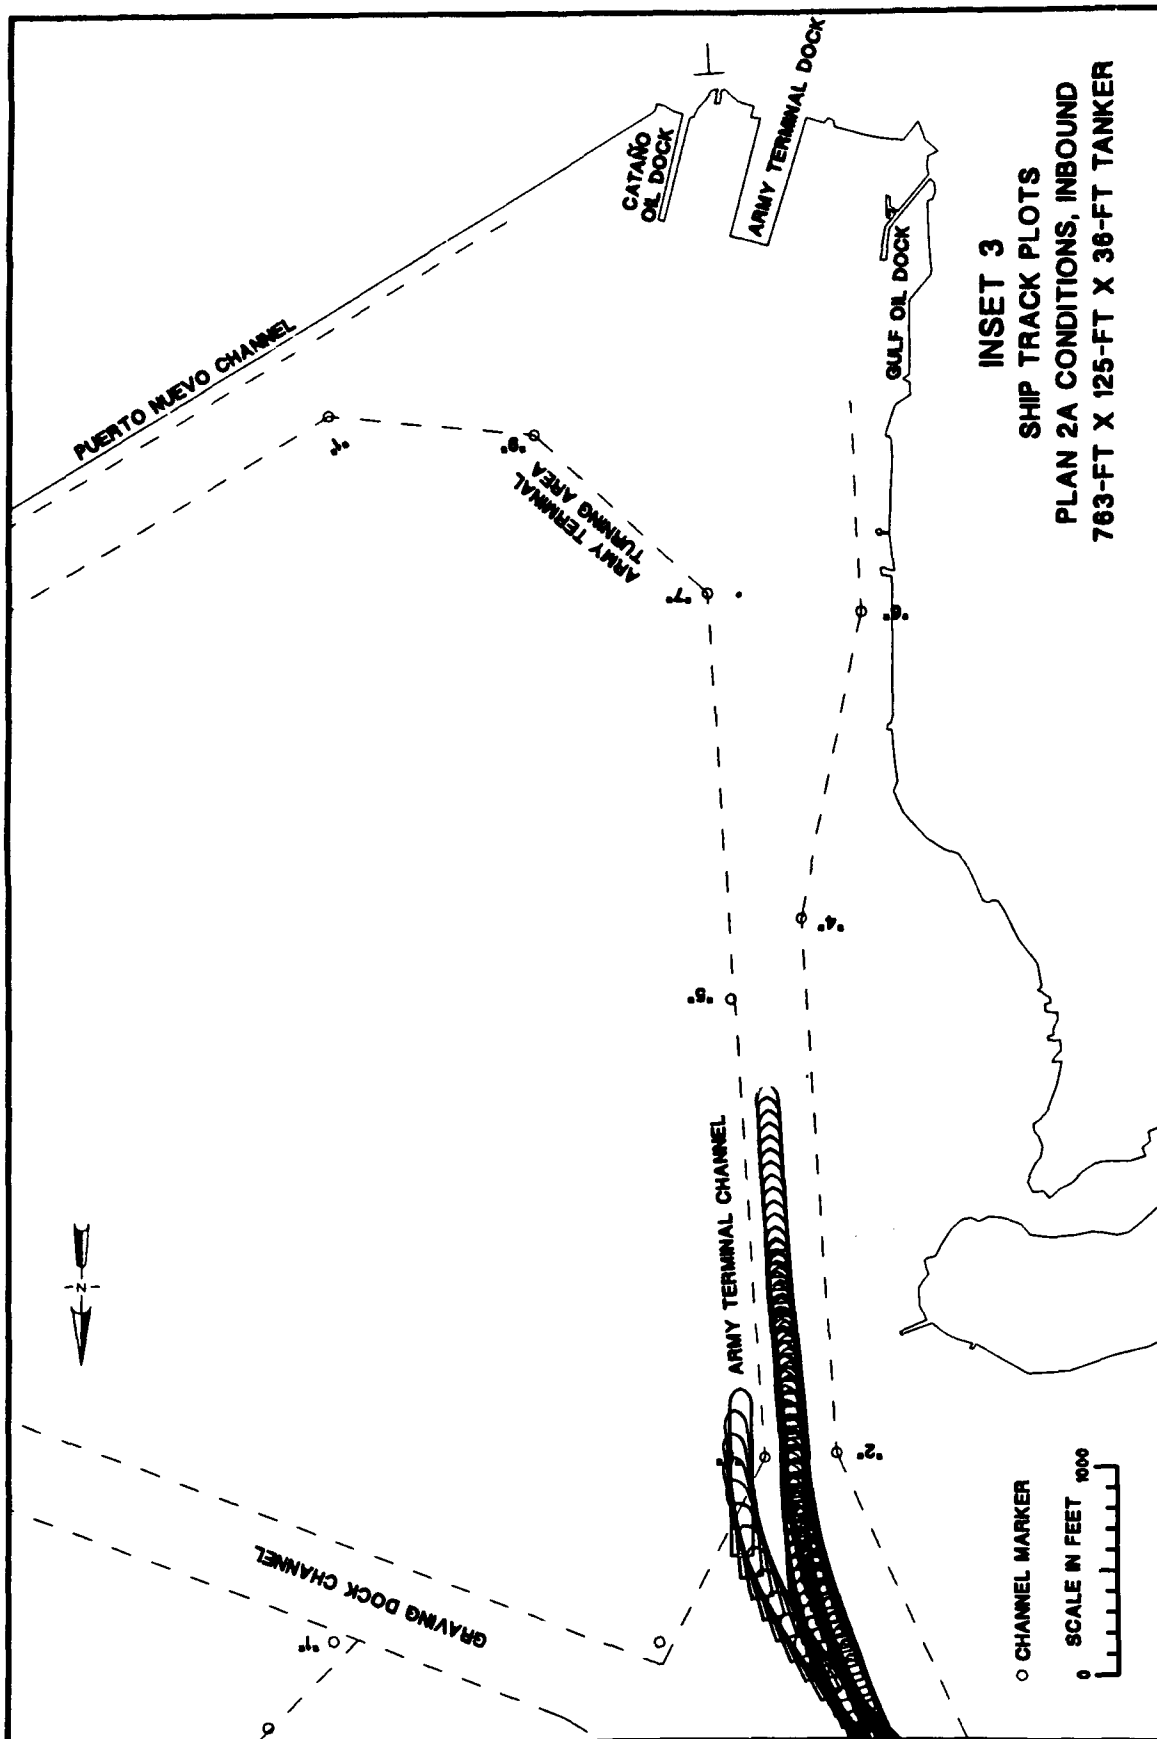 PUERTO NUEVO CHANNEL
CATAÑO
OIL DOCK
ARMY TERMINAL DOCK
GULF OIL DOCK
"1"
"9"
ARMY TERMINAL
TURNING AREA
"7"
"6"
"4"
"5"
ARMY TERMINAL CHANNEL
N
"2"
GRAVING DOCK CHANNEL
"1"
INSET 3
SHIP TRACK PLOTS
PLAN 2A CONDITIONS, INBOUND
763-FT X 125-FT X 36-FT TANKER
CHANNEL MARKER
SCALE IN FEET
0 1000